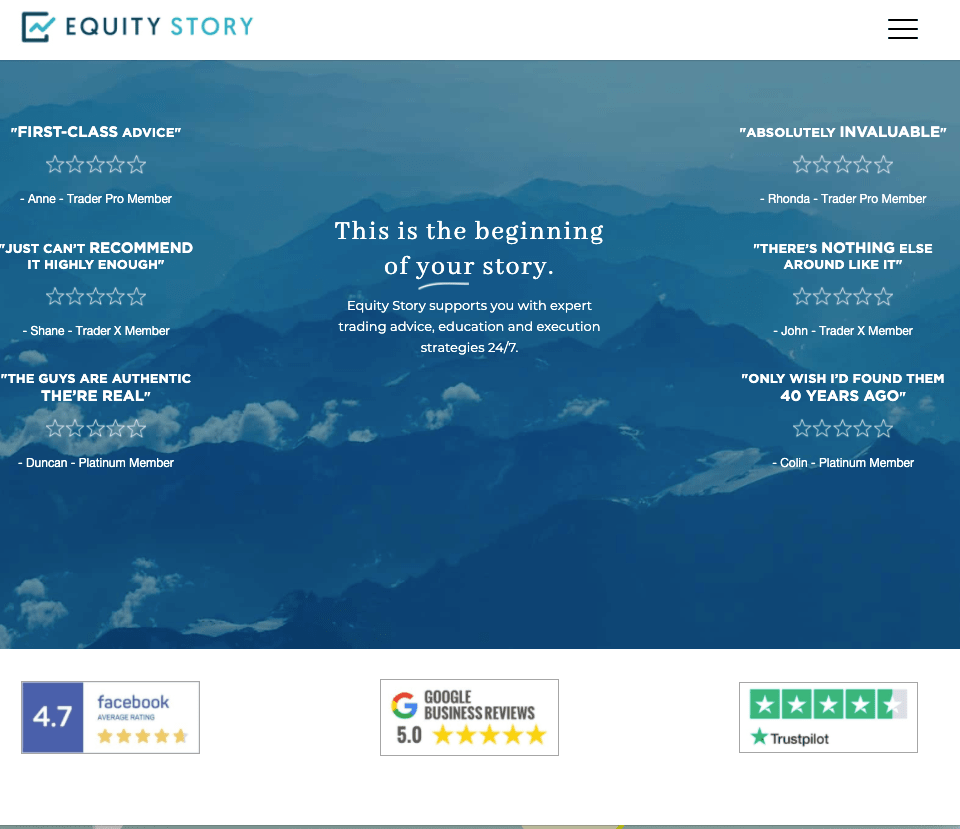 EQUITY STORY
"FIRST-CLASS ADVICE"
- Anne - Trader Pro Member
"JUST CAN'T RECOMMEND
IT HIGHLY ENOUGH"
- Shane - Trader X Member
"THE GUYS ARE AUTHENTIC
THE'RE REAL"
- Duncan - Platinum Member
This is the beginning
of your story.
Equity Story supports you with expert
trading advice, education and execution
strategies 24/7.
"ABSOLUTELY INVALUABLE"
- Rhonda - Trader Pro Member
"THERE'S NOTHING ELSE
AROUND LIKE IT"
- John - Trader X Member
"ONLY WISH I'D FOUND THEM
40 YEARS AGO"
- Colin - Platinum Member
4.7
facebook
AVERAGE RATING
GOOGLE
BUSINESS REVIEWS
5.0
Trustpilot